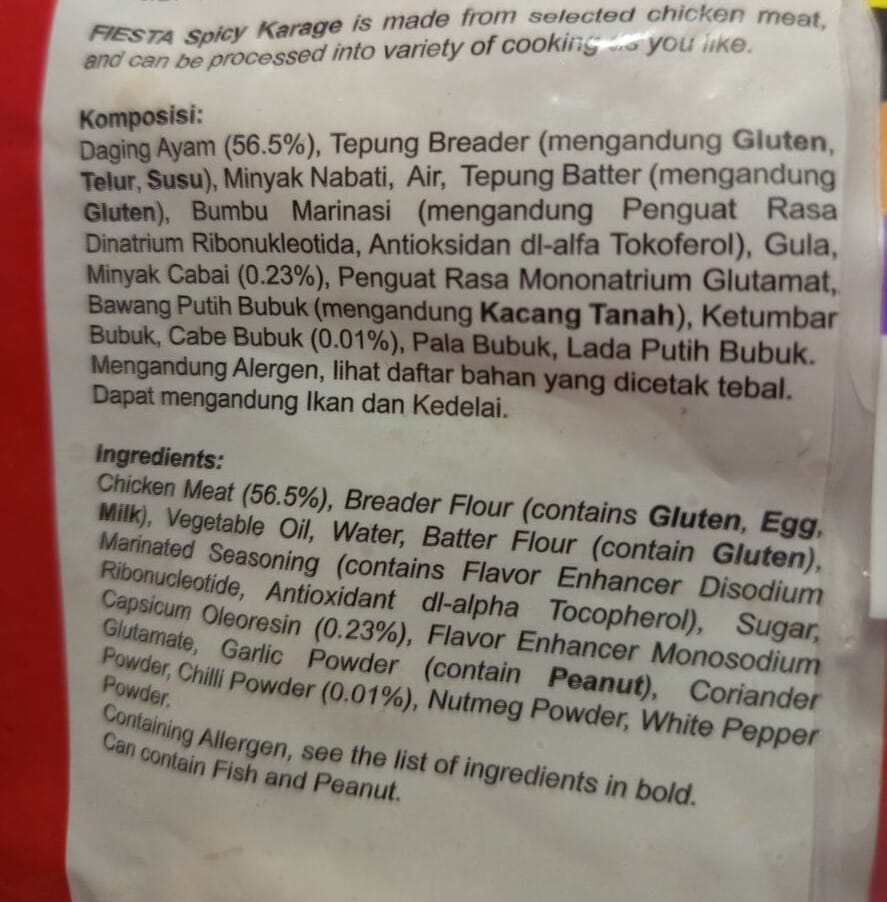 FIESTA Spicy Karage is made from selected chicken meat,
and can be processed into variety of cooking as you like.
Komposisi:
Daging Ayam (56.5%), Tepung Breader (mengandung Gluten,
Telur, Susu), Minyak Nabati, Air, Tepung Batter (mengandung
Gluten), Bumbu Marinasi (mengandung Penguat Rasa
Dinatrium Ribonukleotida, Antioksidan dl-alfa Tokoferol), Gula,
Minyak Cabai (0.23%), Penguat Rasa Mononatrium Glutamat,
Bawang Putih Bubuk (mengandung Kacang Tanah), Ketumbar
Bubuk, Cabe Bubuk (0.01%), Pala Bubuk, Lada Putih Bubuk.
Mengandung Alergen, lihat daftar bahan yang dicetak tebal.
Dapat mengandung Ikan dan Kedelai.
Ingredients:
Chicken Meat (56.5%), Breader Flour (contains Gluten, Egg,
Milk), Vegetable Oil, Water, Batter Flour (contain Gluten),
Marinated Seasoning (contains Flavor Enhancer Disodium
Ribonucleotide, Antioxidant dl-alpha Tocopherol), Sugar,
Capsicum Oleoresin (0.23%), Flavor Enhancer Monosodium
Glutamate, Garlic Powder (contain Peanut), Coriander
Powder, Chilli Powder (0.01%), Nutmeg Powder, White Pepper
Powder.
Containing Allergen, see the list of ingredients in bold.
Can contain Fish and Peanut.